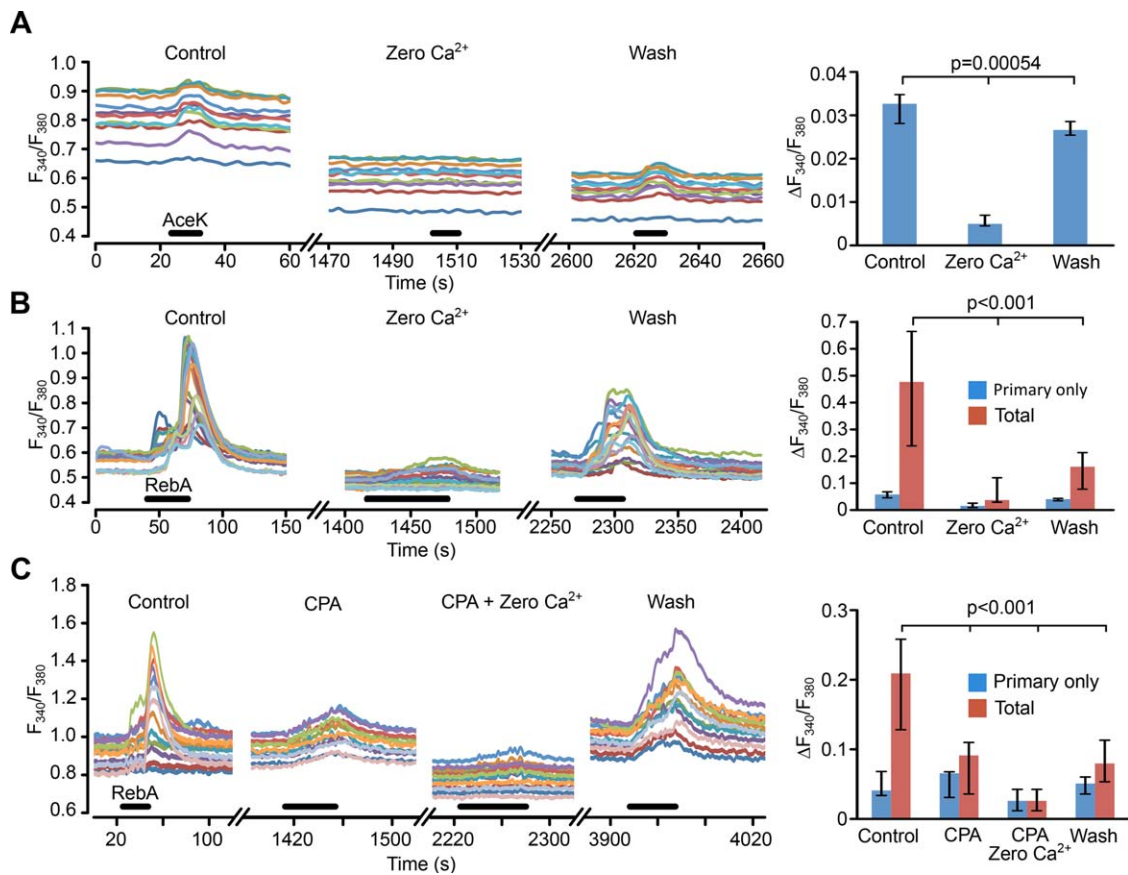 A
Control Zero Ca²⁺ Wash
F₃₄₀/F₃₈₀
1.0
0.9
0.8
0.7
0.6
0.5
0.4
AceK
0 20 40 60 1470 1490 1510 1530 2600 2620 2640 2660
Time (s)
p=0.00054
ΔF₃₄₀/F₃₈₀
0.04
0.03
0.02
0.01
0
Control Zero Ca²⁺ Wash
B
Control Zero Ca²⁺ Wash
F₃₄₀/F₃₈₀
1.1
1.0
0.9
0.8
0.7
0.6
0.5
0.4
RebA
0 50 100 150 1400 1450 1500 2250 2300 2350 2400
Time (s)
p<0.001
ΔF₃₄₀/F₃₈₀
0.7
0.6
0.5
0.4
0.3
0.2
0.1
0
Primary only
Total
Control Zero Ca²⁺ Wash
C
Control CPA CPA + Zero Ca²⁺ Wash
F₃₄₀/F₃₈₀
1.8
1.6
1.4
1.2
1.0
0.8
0.6
RebA
20 100 1420 1500 2220 2300 3900 4020
Time (s)
p<0.001
ΔF₃₄₀/F₃₈₀
0.3
0.2
0.1
0
Primary only
Total
Control CPA CPA Wash
Zero Ca²⁺